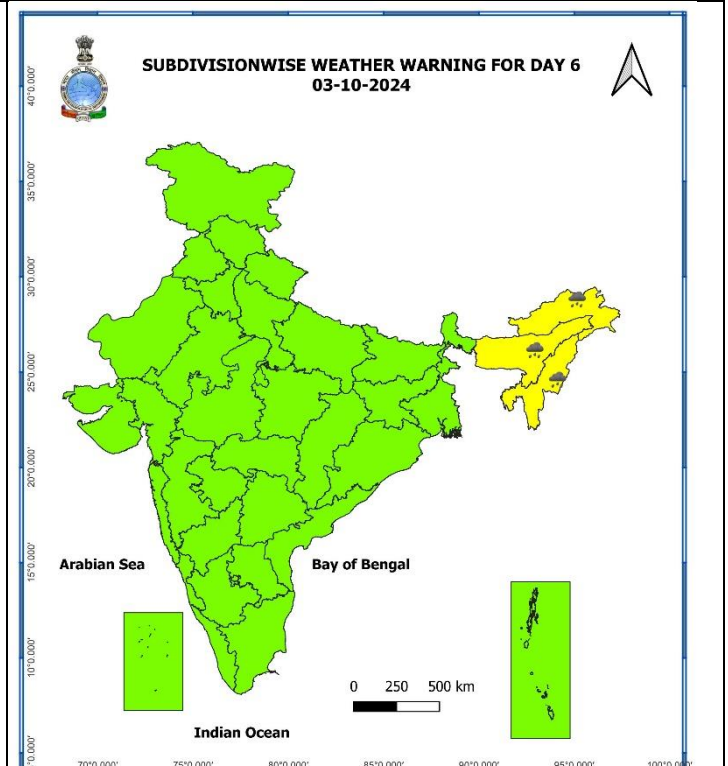 SUBDIVISIONWISE WEATHER WARNING FOR DAY 6
03-10-2024
40°0.000'
35°0.000'
30°0.000'
25°0.000'
20°0.000'
15°0.000'
10°0.000'
Arabian Sea
Bay of Bengal
0 250 500 km
Indian Ocean
70°0.000' 75°0.000' 80°0.000' 85°0.000' 90°0.000' 95°0.000' 100°0.000'